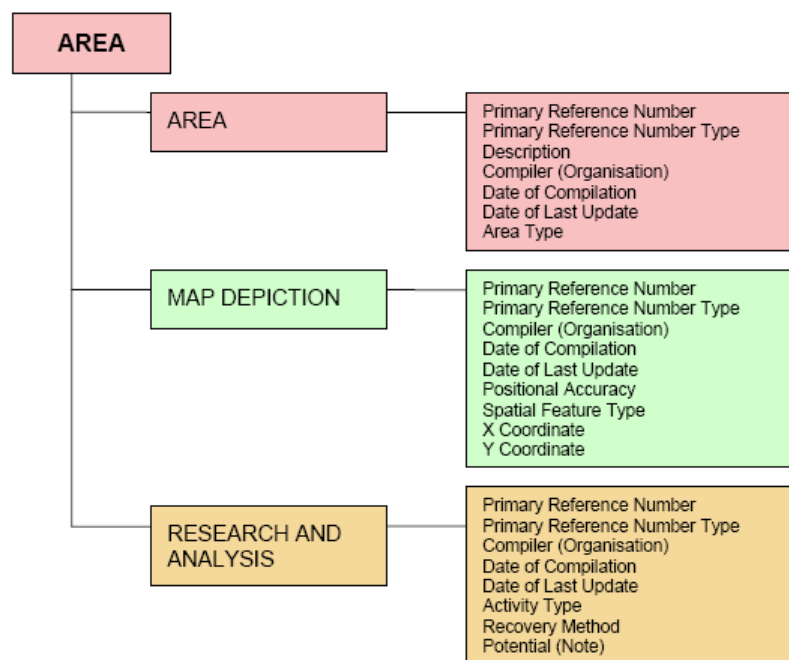 AREA
AREA
Primary Reference Number
Primary Reference Number Type
Description
Compiler (Organisation)
Date of Compilation
Date of Last Update
Area Type
MAP DEPICTION
Primary Reference Number
Primary Reference Number Type
Compiler (Organisation)
Date of Compilation
Date of Last Update
Positional Accuracy
Spatial Feature Type
X Coordinate
Y Coordinate
RESEARCH AND
ANALYSIS
Primary Reference Number
Primary Reference Number Type
Compiler (Organisation)
Date of Compilation
Date of Last Update
Activity Type
Recovery Method
Potential (Note)